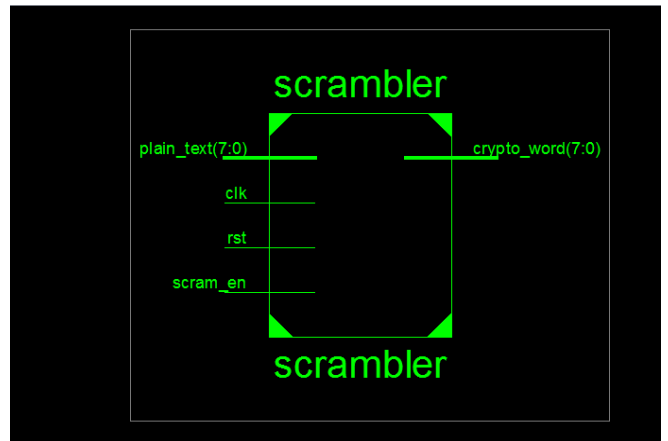 scrambler
plain_text(7:0)
crypto_word(7:0)
clk
rst
scram_en
scrambler